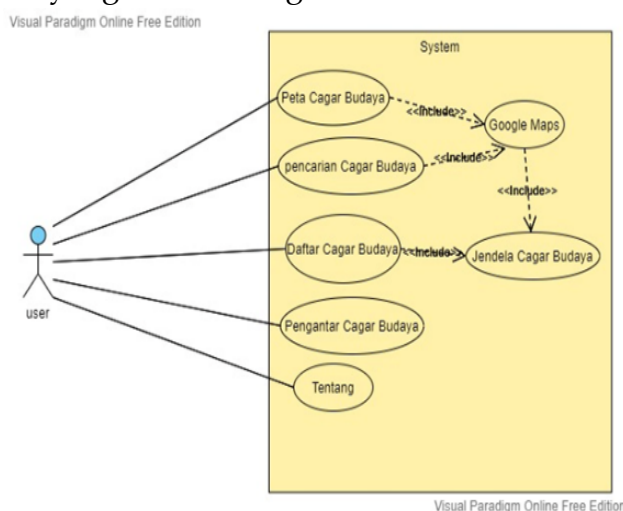 Visual Paradigm Online Free Edition
System
Peta Cagar Budaya
<<Include>>
Google Maps
pencarian Cagar Budaya
<<Include>>
<<Include>>
Daftar Cagar Budaya
<<Include>>
Jendela Cagar Budaya
user
Pengantar Cagar Budaya
Tentang
Visual Paradigm Online Free Edition